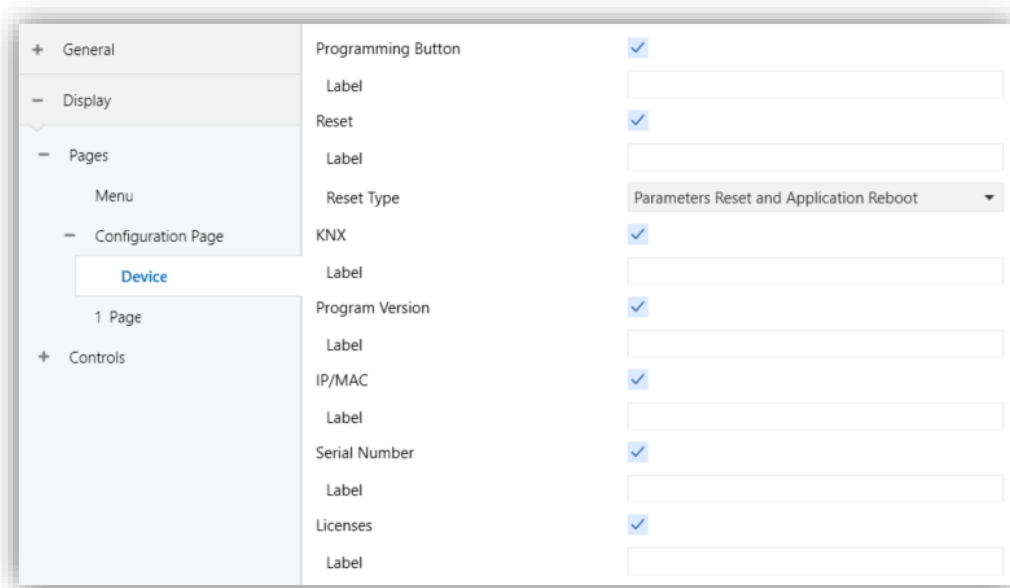 General
Display
Pages
Menu
Configuration Page
Device
1 Page
Controls
Programming Button
Label
Reset
Label
Reset Type Parameters Reset and Application Reboot
KNX
Label
Program Version
Label
IP/MAC
Label
Serial Number
Label
Licenses
Label